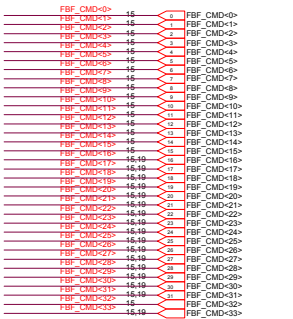 FBF_CMD<0> 15 0 FBF_CMD<0>
FBF_CMD<1> 15 1 FBF_CMD<1>
FBF_CMD<2> 15 2 FBF_CMD<2>
FBF_CMD<3> 15 3 FBF_CMD<3>
FBF_CMD<4> 15 4 FBF_CMD<4>
FBF_CMD<5> 15 5 FBF_CMD<5>
FBF_CMD<6> 15 6 FBF_CMD<6>
FBF_CMD<7> 15 7 FBF_CMD<7>
FBF_CMD<8> 15 8 FBF_CMD<8>
FBF_CMD<9> 15 9 FBF_CMD<9>
FBF_CMD<10> 15 10 FBF_CMD<10>
FBF_CMD<11> 15 11 FBF_CMD<11>
FBF_CMD<12> 15 12 FBF_CMD<12>
FBF_CMD<13> 15 13 FBF_CMD<13>
FBF_CMD<14> 15 14 FBF_CMD<14>
FBF_CMD<15> 15 15 FBF_CMD<15>
FBF_CMD<16> 15,19 16 FBF_CMD<16>
FBF_CMD<17> 15,19 17 FBF_CMD<17>
FBF_CMD<18> 15,19 18 FBF_CMD<18>
FBF_CMD<19> 15,19 19 FBF_CMD<19>
FBF_CMD<20> 15,19 20 FBF_CMD<20>
FBF_CMD<21> 15,19 21 FBF_CMD<21>
FBF_CMD<22> 15,19 22 FBF_CMD<22>
FBF_CMD<23> 15,19 23 FBF_CMD<23>
FBF_CMD<24> 15,19 24 FBF_CMD<24>
FBF_CMD<25> 15,19 25 FBF_CMD<25>
FBF_CMD<26> 15,19 26 FBF_CMD<26>
FBF_CMD<27> 15,19 27 FBF_CMD<27>
FBF_CMD<28> 15,19 28 FBF_CMD<28>
FBF_CMD<29> 15,19 29 FBF_CMD<29>
FBF_CMD<30> 15,19 30 FBF_CMD<30>
FBF_CMD<31> 15,19 31 FBF_CMD<31>
FBF_CMD<32> 15 FBF_CMD<32>
FBF_CMD<33> 15,19 FBF_CMD<33>